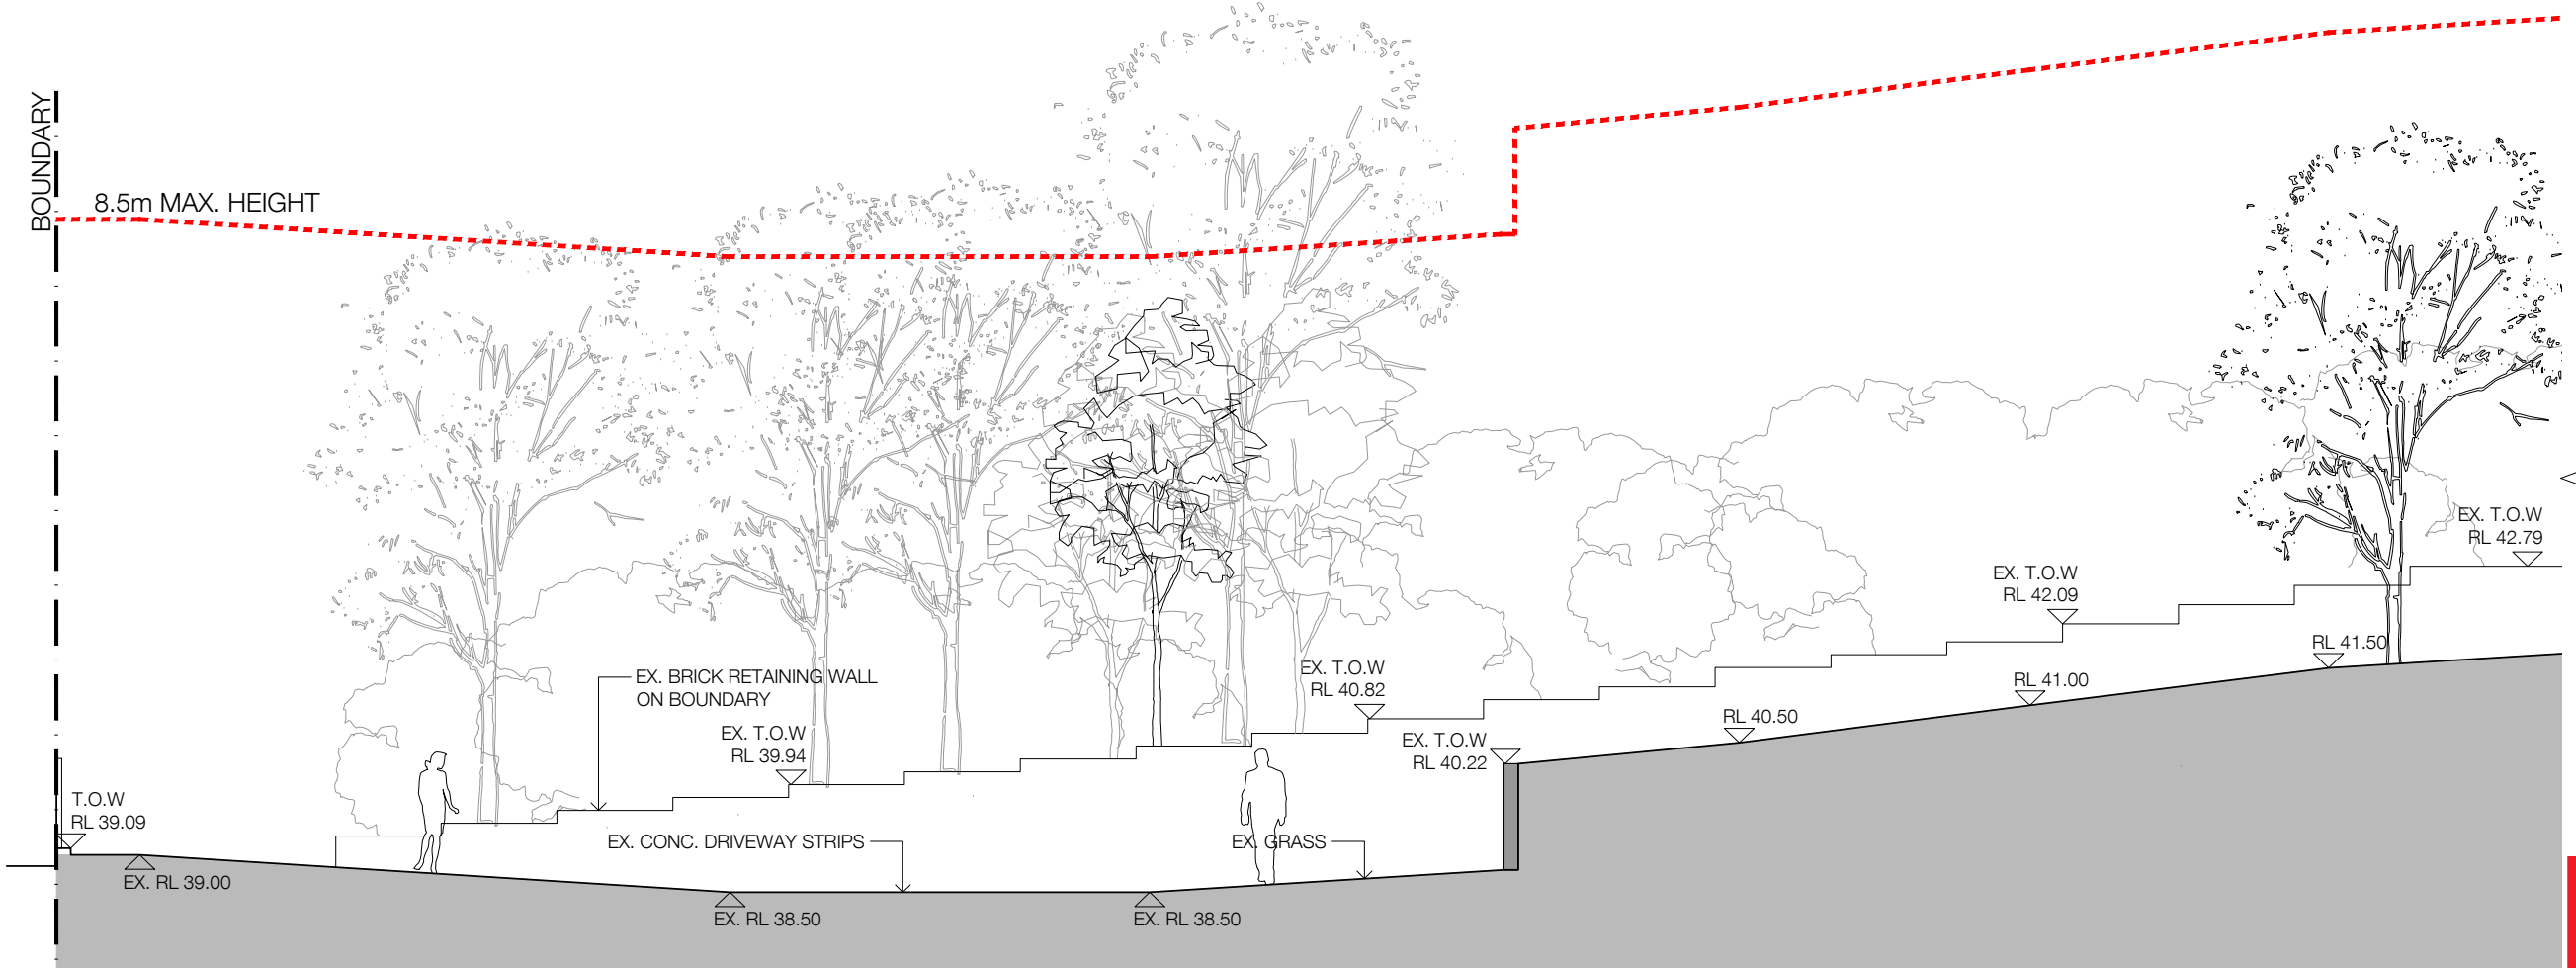 BOUNDARY
8.5m MAX. HEIGHT
EX. T.O.W
RL 42.79
EX. T.O.W
RL 42.09
RL 41.50
EX. BRICK RETAINING WALL
ON BOUNDARY
EX. T.O.W
RL 40.82
RL 41.00
RL 40.50
EX. T.O.W
RL 39.94
EX. T.O.W
RL 40.22
T.O.W
RL 39.09
EX. CONC. DRIVEWAY STRIPS
EX. GRASS
EX. RL 39.00
EX. RL 38.50
EX. RL 38.50